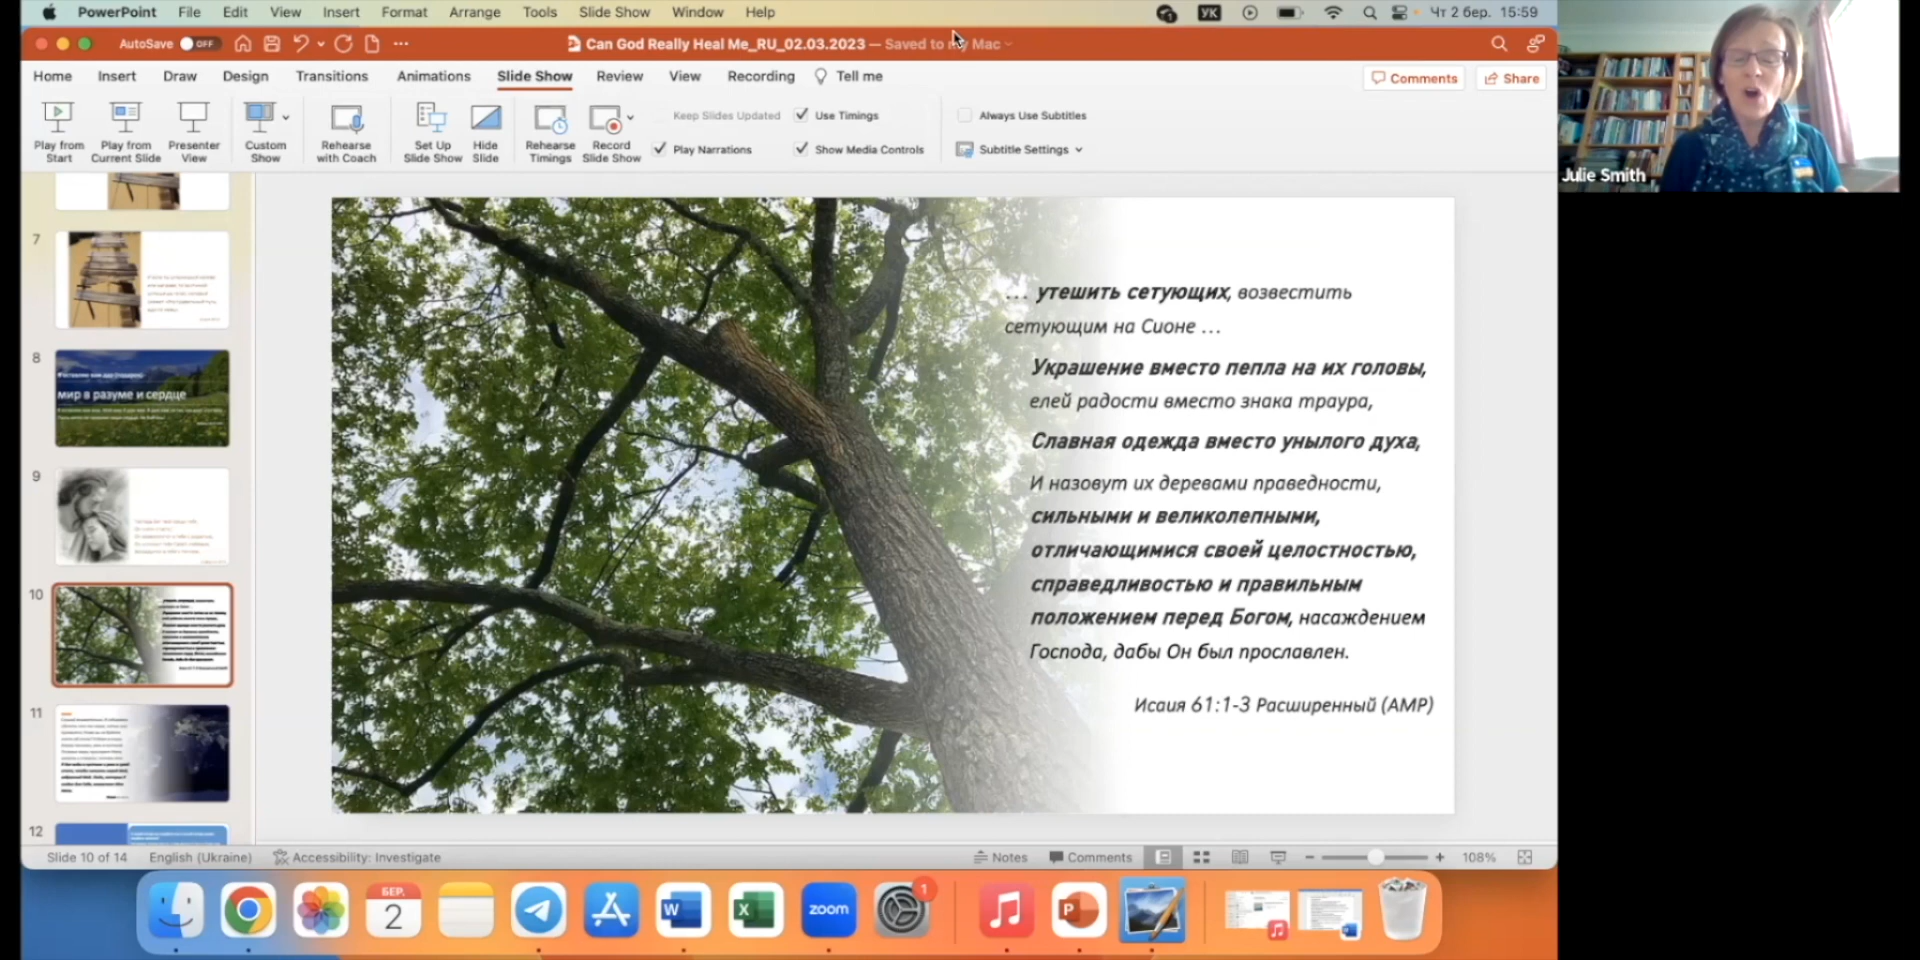 PowerPoint File Edit View Insert Format Arrange Tools Slide Show Window Help УК Чт 2 бер. 15:59
AutoSave OFF Can God Really Heal Me_RU_02.03.2023 — Saved to my Mac
Home Insert Draw Design Transitions Animations Slide Show Review View Recording Tell me Comments Share
Keep Slides Updated Use Timings Always Use Subtitles
Play from Start
Play from Current Slide
Presenter View
Custom Show
Rehearse with Coach
Set Up Slide Show
Hide Slide
Rehearse Timings
Record Slide Show
Play Narrations Show Media Controls Subtitle Settings
Julie Smith
7
8
мир в разуме и сердце
9
10
11
12
… утешить сетующих, возвестить
сетующим на Сионе …
Украшение вместо пепла на их головы,
елей радости вместо знака траура,
Славная одежда вместо унылого духа,
И назовут их деревами праведности,
сильными и великолепными,
отличающимися своей целостностью,
справедливостью и правильным
положением перед Богом, насаждением
Господа, дабы Он был прославлен.
Исаия 61:1-3 Расширенный (AMP)
Slide 10 of 14 English (Ukraine) Accessibility: Investigate Notes Comments 108%
БЕР.
2
W
X
zoom
1
P